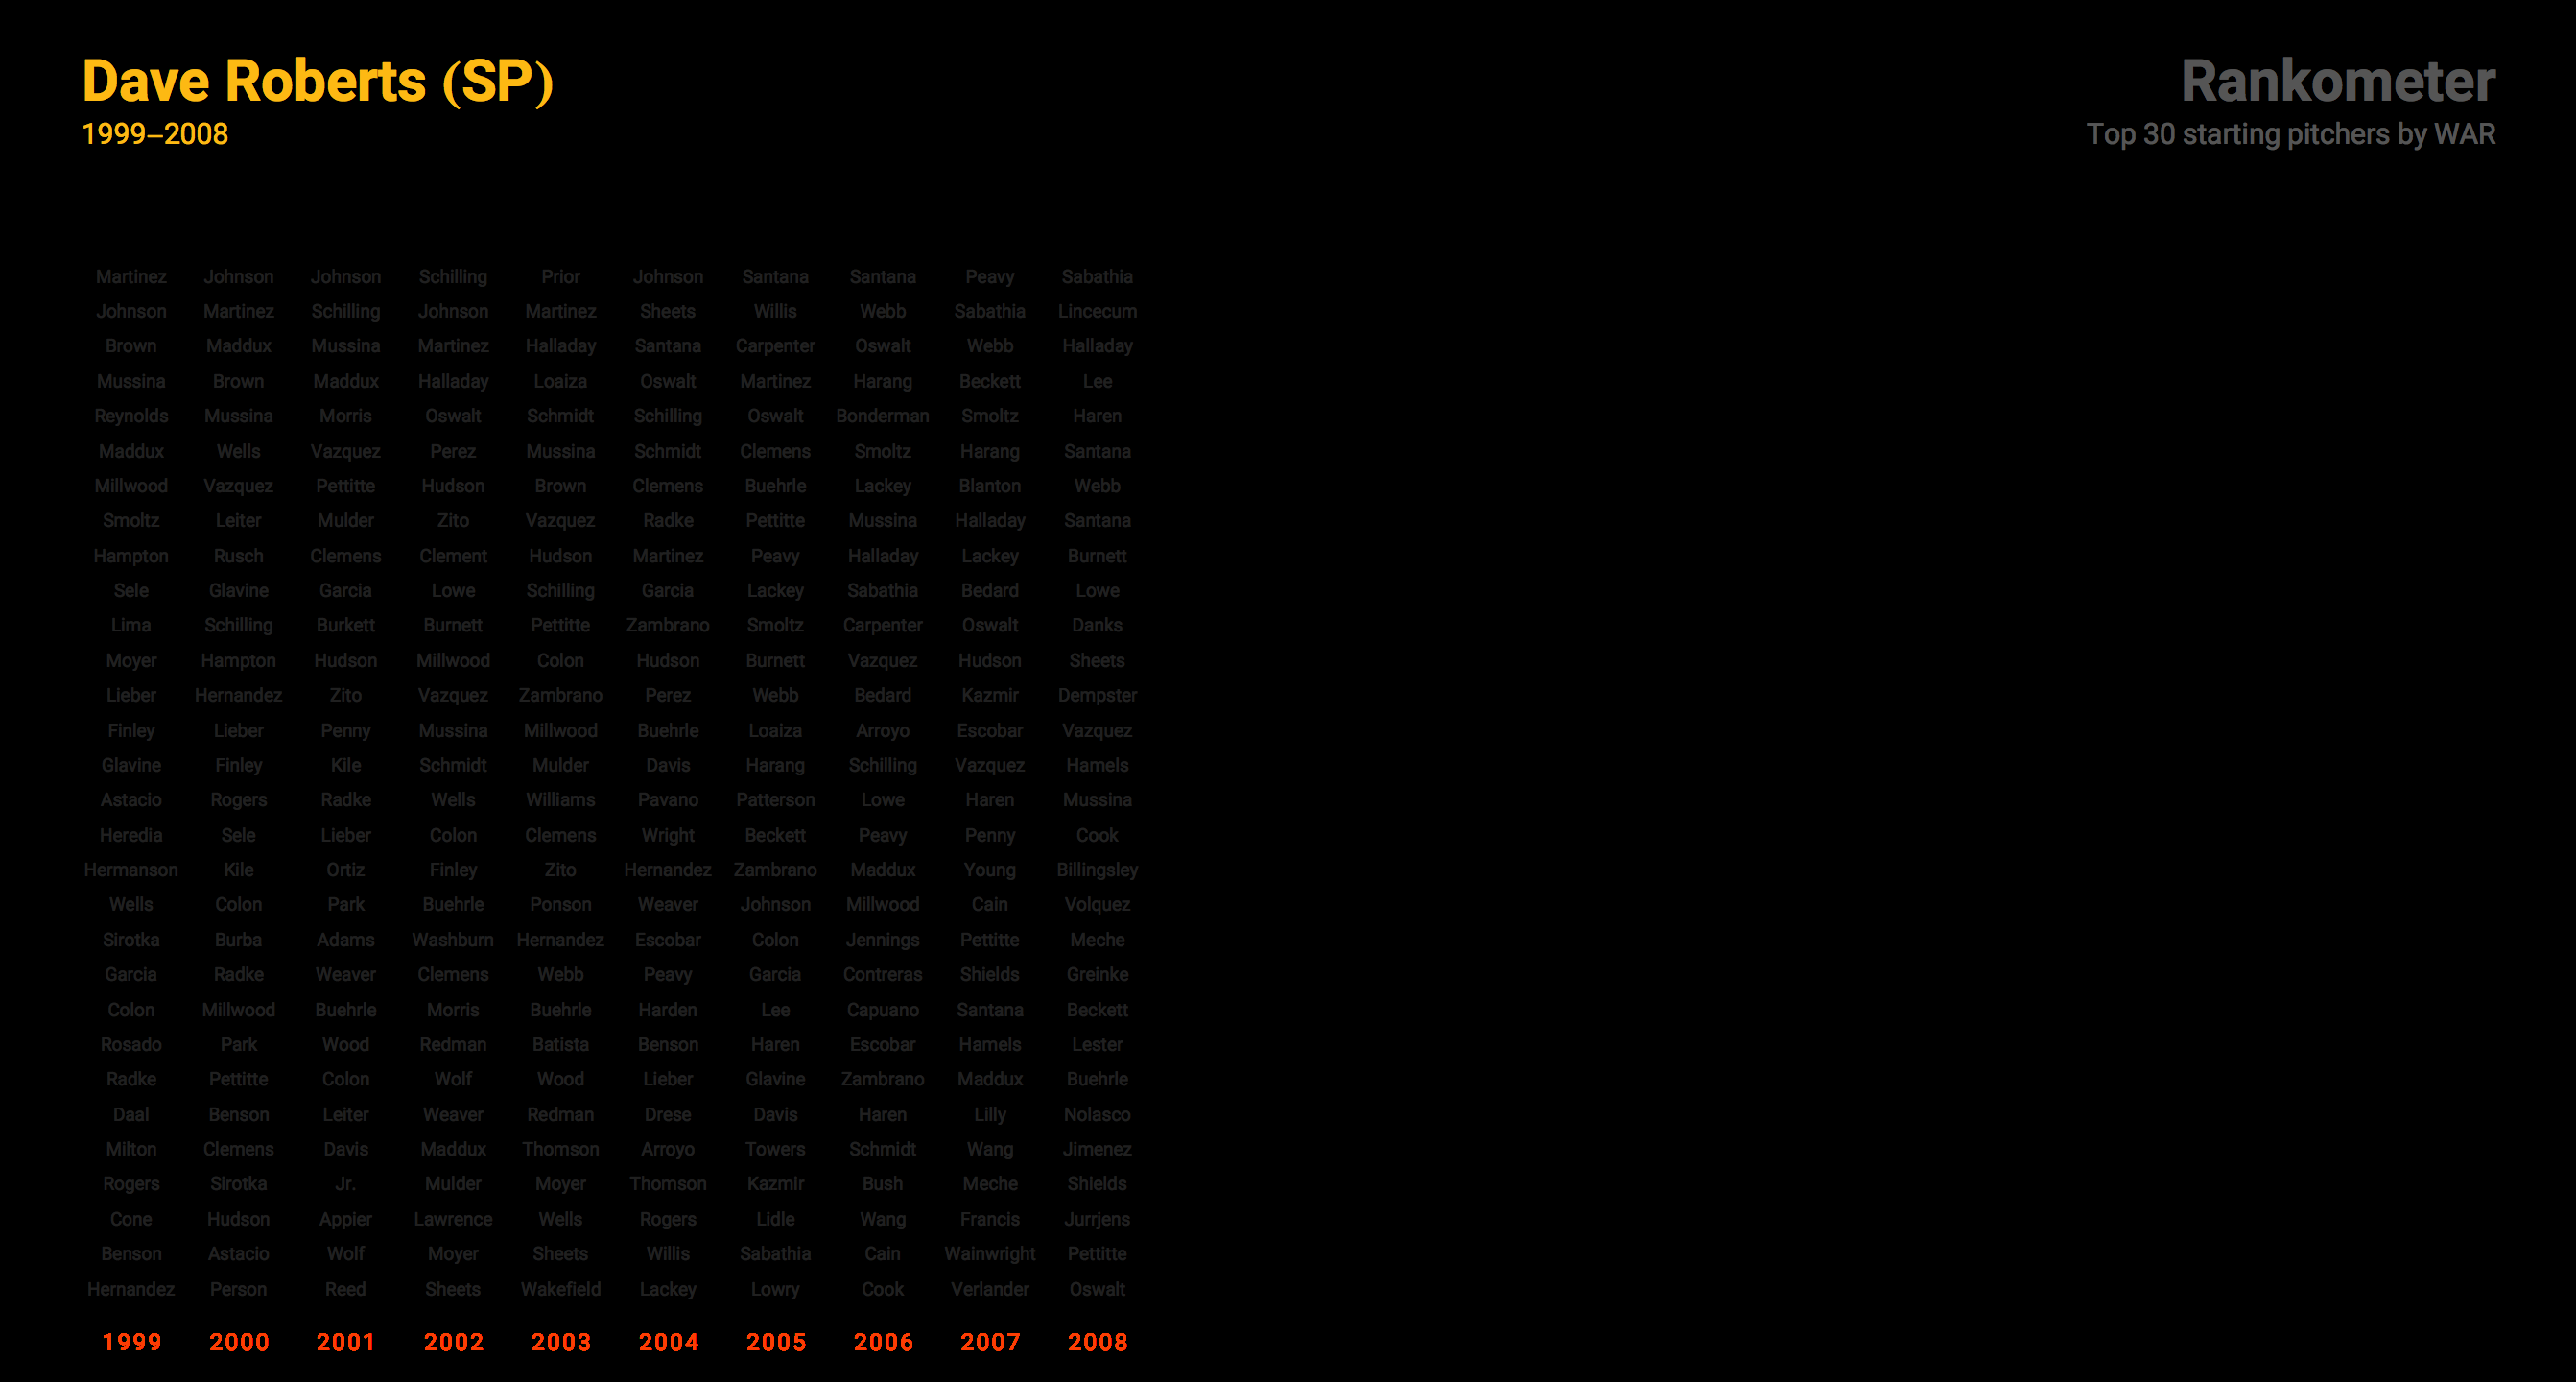 Dave Roberts (SP)
1999–2008
Rankometer
Top 30 starting pitchers by WAR
Martinez Johnson Johnson Schilling Prior Johnson Santana Santana Peavy Sabathia
Johnson Martinez Schilling Johnson Martinez Sheets Willis Webb Sabathia Lincecum
Brown Maddux Mussina Martinez Halladay Santana Carpenter Oswalt Webb Halladay
Mussina Brown Maddux Halladay Loaiza Oswalt Martinez Harang Beckett Lee
Reynolds Mussina Morris Oswalt Schmidt Schilling Oswalt Bonderman Smoltz Haren
Maddux Wells Vazquez Perez Mussina Schmidt Clemens Smoltz Harang Santana
Millwood Vazquez Pettitte Hudson Brown Clemens Buehrle Lackey Blanton Webb
Smoltz Leiter Mulder Zito Vazquez Radke Pettitte Mussina Halladay Santana
Hampton Rusch Clemens Clement Hudson Martinez Peavy Halladay Lackey Burnett
Sele Glavine Garcia Lowe Schilling Garcia Lackey Sabathia Bedard Lowe
Lima Schilling Burkett Burnett Pettitte Zambrano Smoltz Carpenter Oswalt Danks
Moyer Hampton Hudson Millwood Colon Hudson Burnett Vazquez Hudson Sheets
Lieber Hernandez Zito Vazquez Zambrano Perez Webb Bedard Kazmir Dempster
Finley Lieber Penny Mussina Millwood Buehrle Loaiza Arroyo Escobar Vazquez
Glavine Finley Kile Schmidt Mulder Davis Harang Schilling Vazquez Hamels
Astacio Rogers Radke Wells Williams Pavano Patterson Lowe Haren Mussina
Heredia Sele Lieber Colon Clemens Wright Beckett Peavy Penny Cook
Hermanson Kile Ortiz Finley Zito Hernandez Zambrano Maddux Young Billingsley
Wells Colon Park Buehrle Ponson Weaver Johnson Millwood Cain Volquez
Sirotka Burba Adams Washburn Hernandez Escobar Colon Jennings Pettitte Meche
Garcia Radke Weaver Clemens Webb Peavy Garcia Contreras Shields Greinke
Colon Millwood Buehrle Morris Buehrle Harden Lee Capuano Santana Beckett
Rosado Park Wood Redman Batista Benson Haren Escobar Hamels Lester
Radke Pettitte Colon Wolf Wood Lieber Glavine Zambrano Maddux Buehrle
Daal Benson Leiter Weaver Redman Drese Davis Haren Lilly Nolasco
Milton Clemens Davis Maddux Thomson Arroyo Towers Schmidt Wang Jimenez
Rogers Sirotka Jr. Mulder Moyer Thomson Kazmir Bush Meche Shields
Cone Hudson Appier Lawrence Wells Rogers Lidle Wang Francis Jurrjens
Benson Astacio Wolf Moyer Sheets Willis Sabathia Cain Wainwright Pettitte
Hernandez Person Reed Sheets Wakefield Lackey Lowry Cook Verlander Oswalt
1999 2000 2001 2002 2003 2004 2005 2006 2007 2008